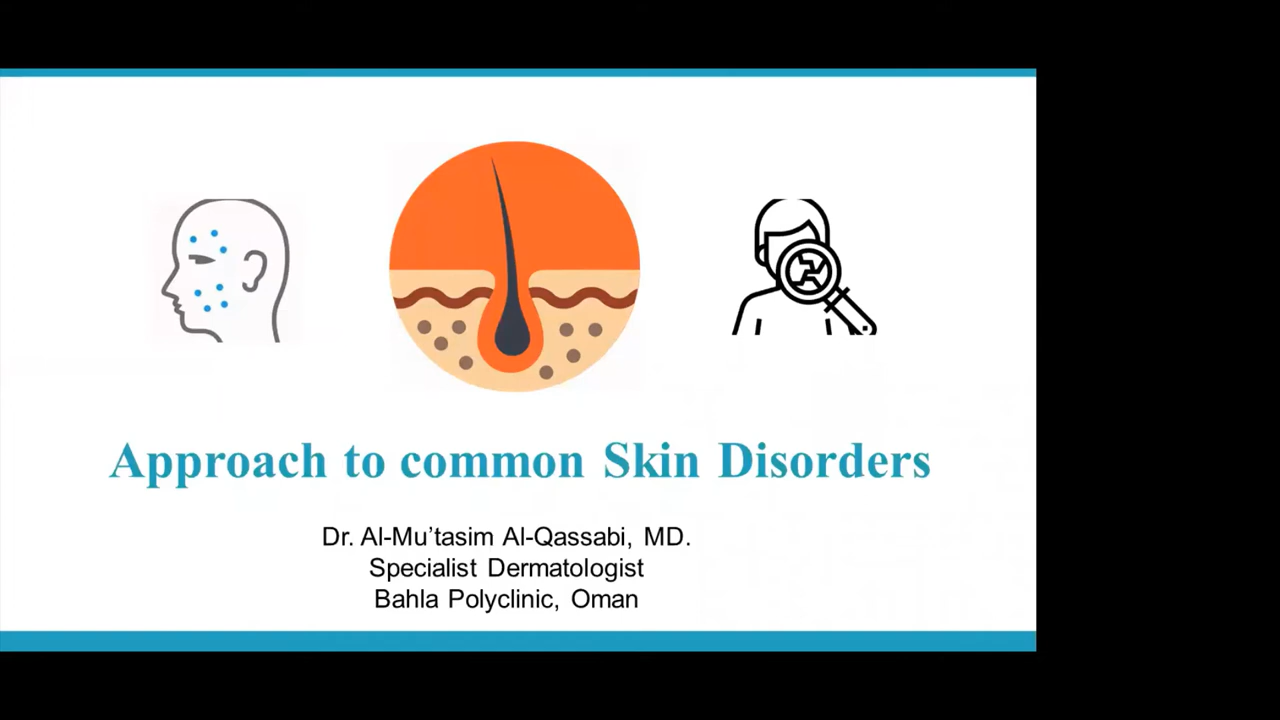 Approach to common Skin Disorders
Dr. Al-Mu’tasim Al-Qassabi, MD.
Specialist Dermatologist
Bahla Polyclinic, Oman